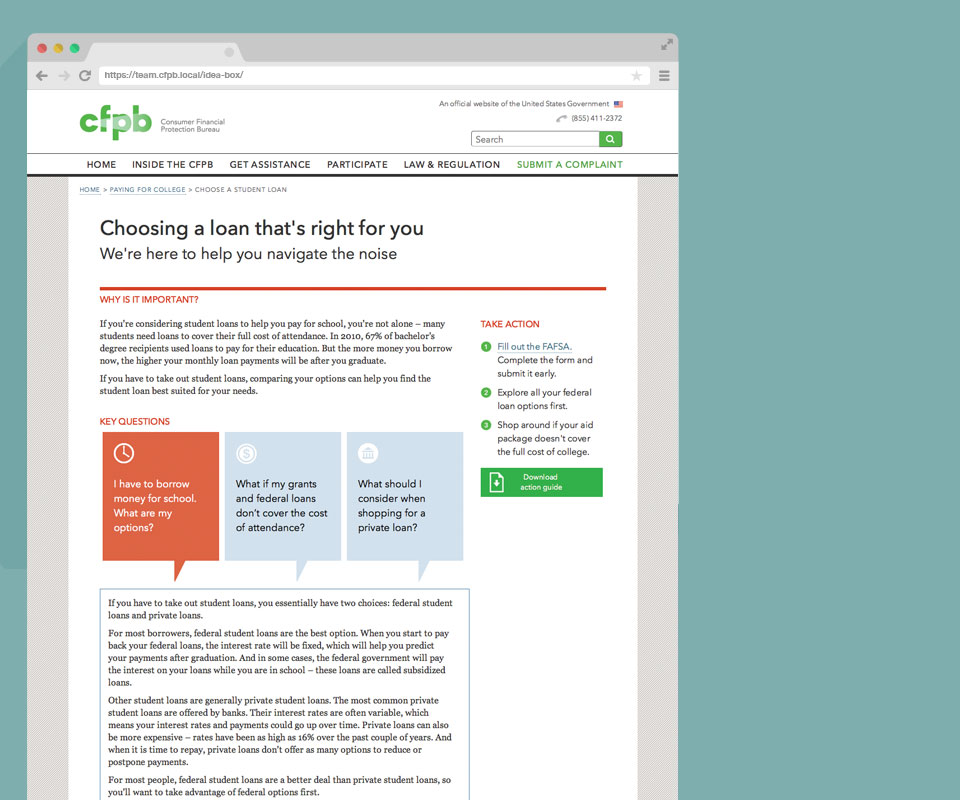 https://team.cfpb.local/idea-box/
An official website of the United States Government
cfpb
Consumer Financial
Protection Bureau
(855) 411-2372
Search
HOME INSIDE THE CFPB GET ASSISTANCE PARTICIPATE LAW & REGULATION SUBMIT A COMPLAINT
HOME > PAYING FOR COLLEGE > CHOOSE A STUDENT LOAN
Choosing a loan that's right for you
We're here to help you navigate the noise
WHY IS IT IMPORTANT?
If you're considering student loans to help you pay for school, you're not alone – many
students need loans to cover their full cost of attendance. In 2010, 67% of bachelor's
degree recipients used loans to pay for their education. But the more money you borrow
now, the higher your monthly loan payments will be after you graduate.
If you have to take out student loans, comparing your options can help you find the
student loan best suited for your needs.
TAKE ACTION
1 Fill out the FAFSA.
Complete the form and
submit it early.
2 Explore all your federal
loan options first.
3 Shop around if your aid
package doesn't cover
the full cost of college.
Download
action guide
KEY QUESTIONS
I have to borrow
money for school.
What are my
options?
$
What if my grants
and federal loans
don't cover the cost
of attendance?
What should I
consider when
shopping for a
private loan?
If you have to take out student loans, you essentially have two choices: federal student
loans and private loans.
For most borrowers, federal student loans are the best option. When you start to pay
back your federal loans, the interest rate will be fixed, which will help you predict
your payments after graduation. And in some cases, the federal government will pay
the interest on your loans while you are in school – these loans are called subsidized
loans.
Other student loans are generally private student loans. The most common private
student loans are offered by banks. Their interest rates are often variable, which
means your interest rates and payments could go up over time. Private loans can also
be more expensive – rates have been as high as 16% over the past couple of years. And
when it is time to repay, private loans don't offer as many options to reduce or
postpone payments.
For most people, federal student loans are a better deal than private student loans, so
you'll want to take advantage of federal options first.